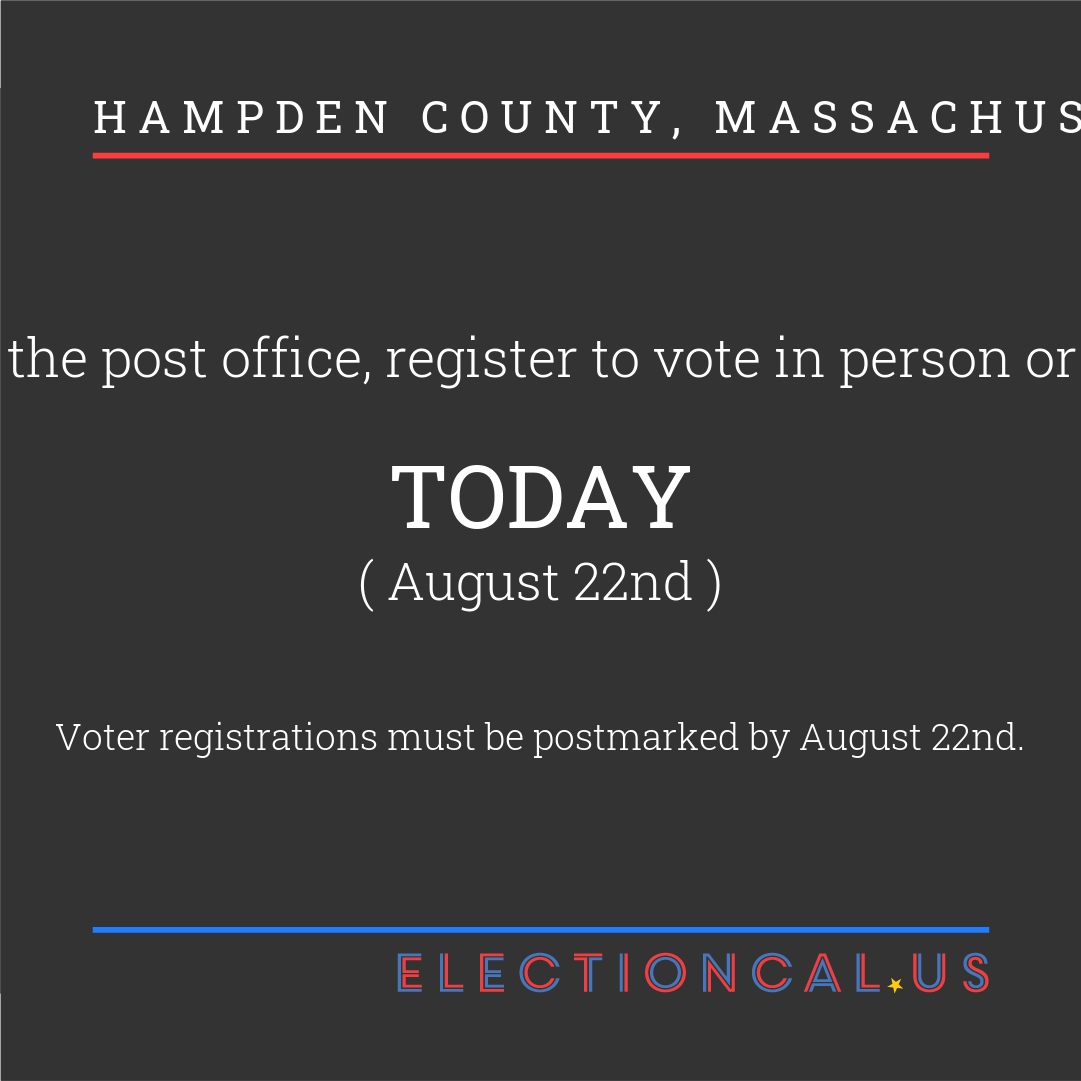 HAMPDEN COUNTY, MASSACHUS
the post office, register to vote in person or
TODAY
( August 22nd )
Voter registrations must be postmarked by August 22nd.
ELECTIONCAL.US